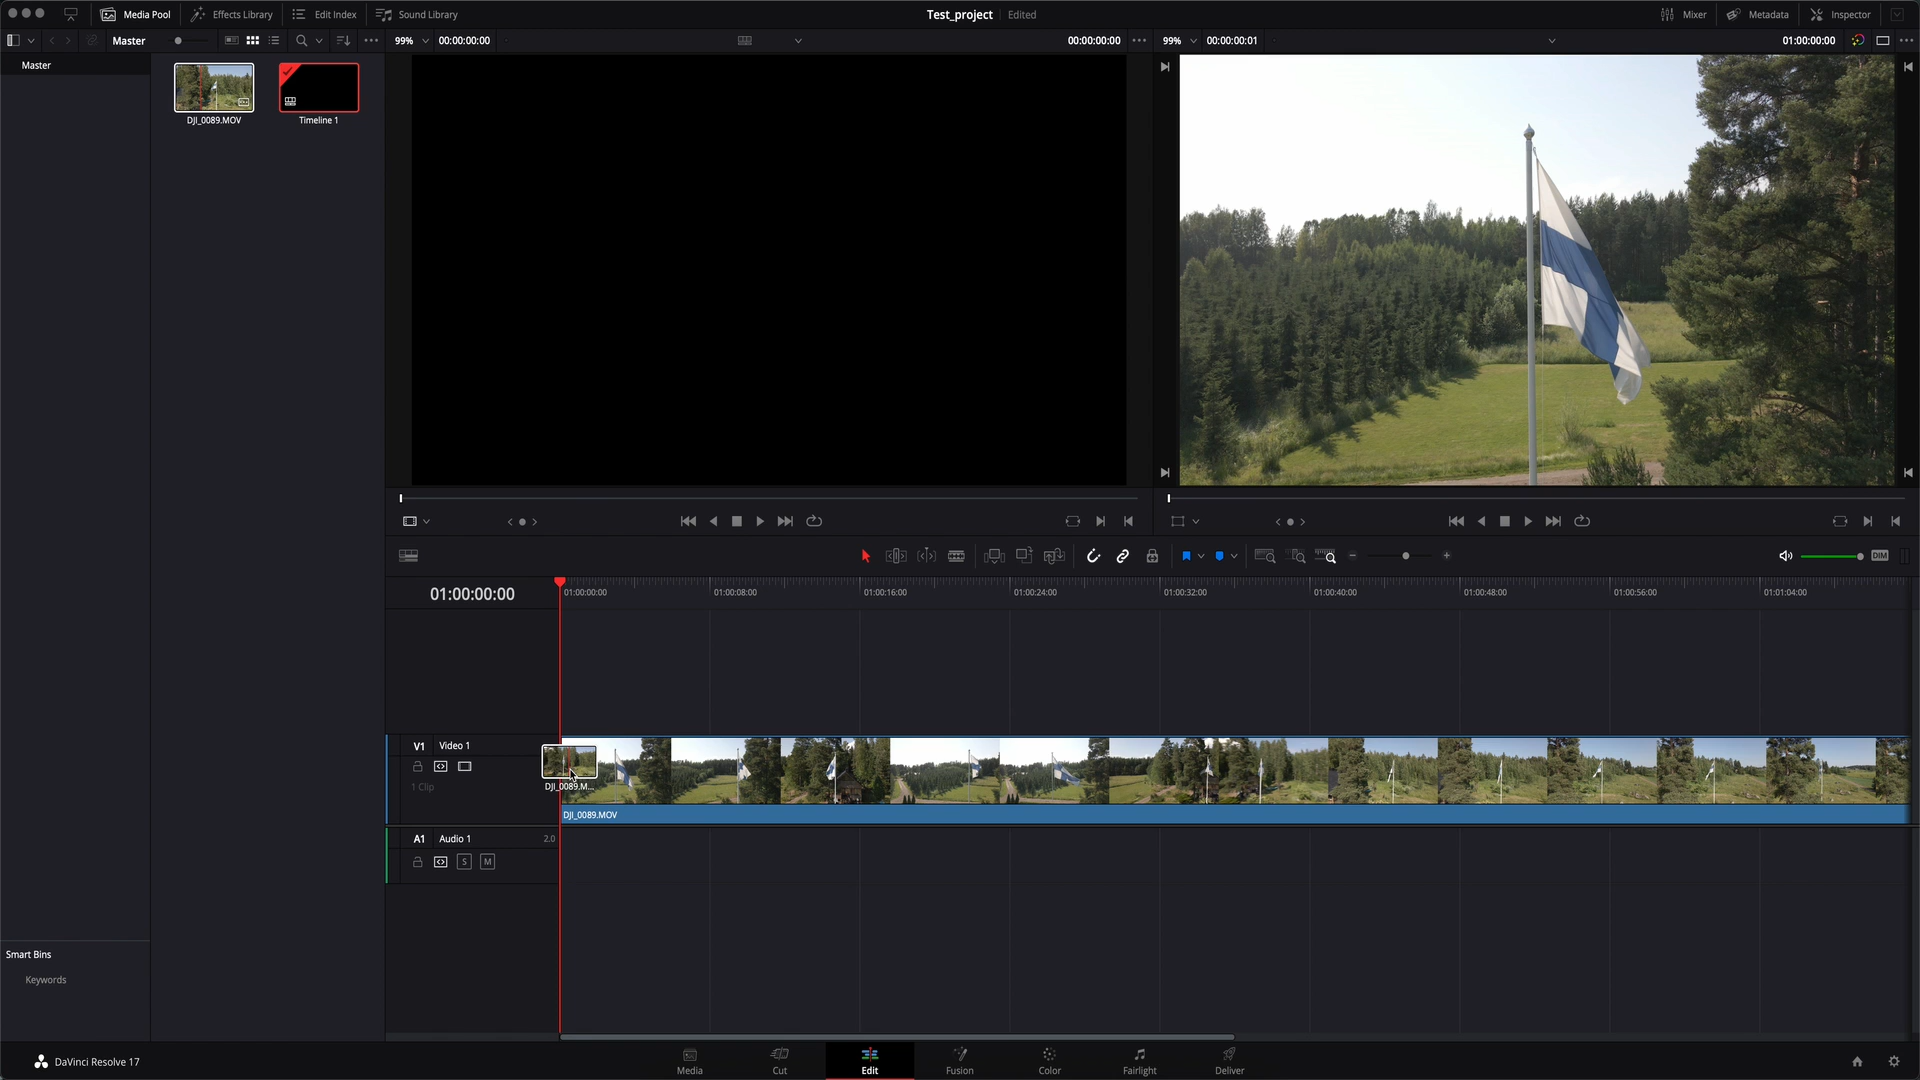 Media Pool
Effects Library
Edit Index
Sound Library
Test_project
Edited
Mixer
Metadata
Inspector
Master
99%
00:00:00:00
00:00:00:00
99%
00:00:00:01
01:00:00:00
Master
DJI_0089.MOV
Timeline 1
DIM
01:00:00:00
01:00:00:00
01:00:08:00
01:00:16:00
01:00:24:00
01:00:32:00
01:00:40:00
01:00:48:00
01:00:56:00
01:01:04:00
V1
Video 1
1 Clip
DJI_0089.M...
DJI_0089.MOV
A1
Audio 1
2.0
S
M
Smart Bins
Keywords
DaVinci Resolve 17
Media
Cut
Edit
Fusion
Color
Fairlight
Deliver